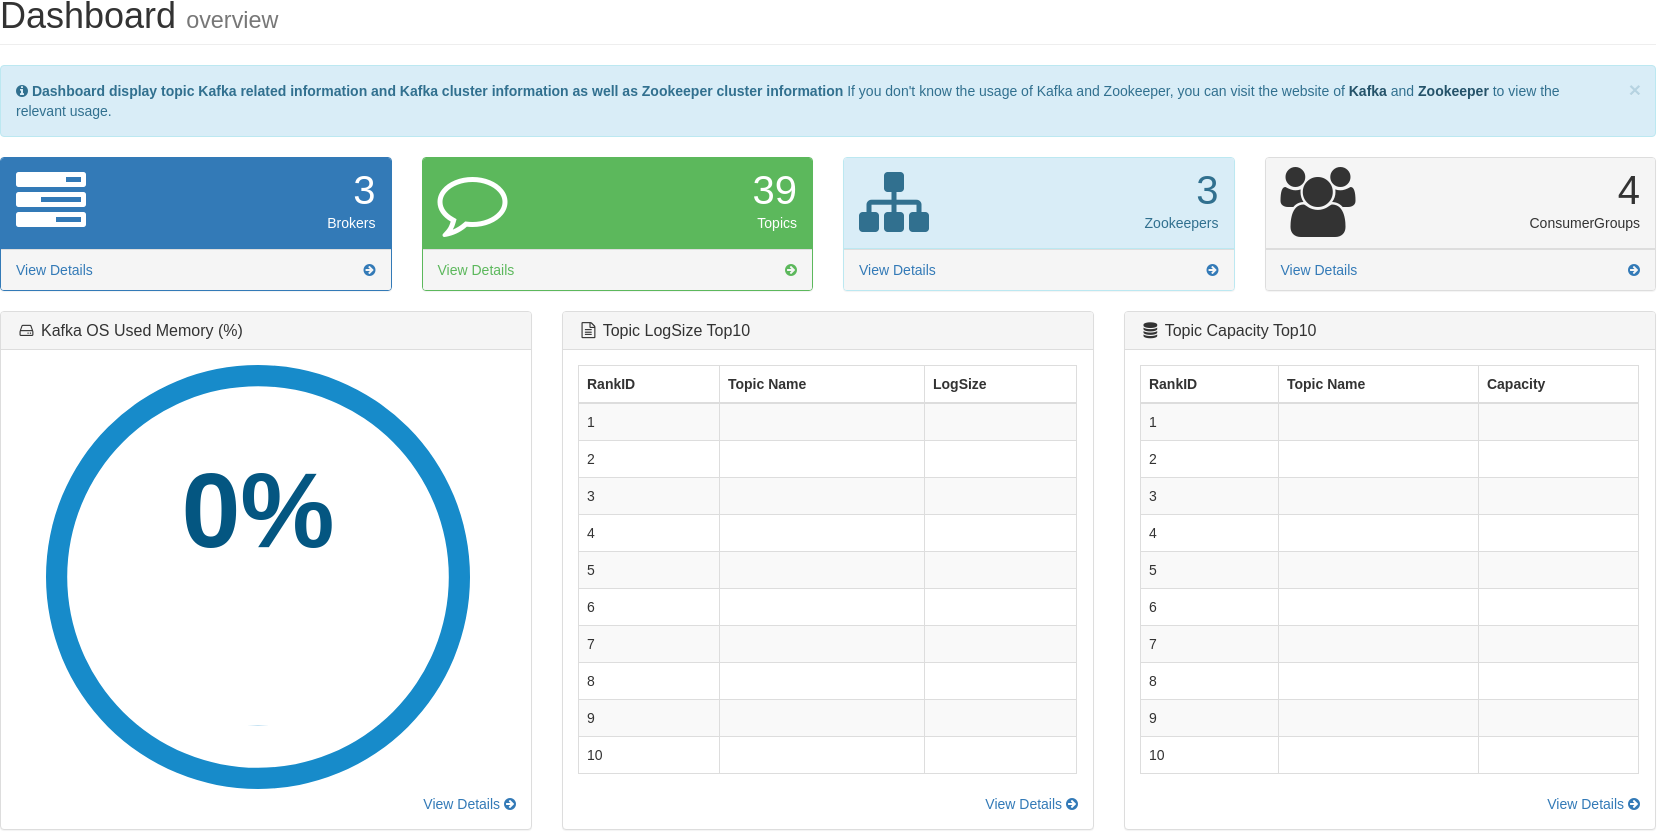 Dashboard overview
Dashboard display topic Kafka related information and Kafka cluster information as well as Zookeeper cluster information If you don't know the usage of Kafka and Zookeeper, you can visit the website of Kafka and Zookeeper to view the ×
relevant usage.
3
Brokers
View Details
39
Topics
View Details
3
Zookeepers
View Details
4
ConsumerGroups
View Details
Kafka OS Used Memory (%)
0%
View Details
Topic LogSize Top10
RankID Topic Name LogSize
1
2
3
4
5
6
7
8
9
10
View Details
Topic Capacity Top10
RankID Topic Name Capacity
1
2
3
4
5
6
7
8
9
10
View Details